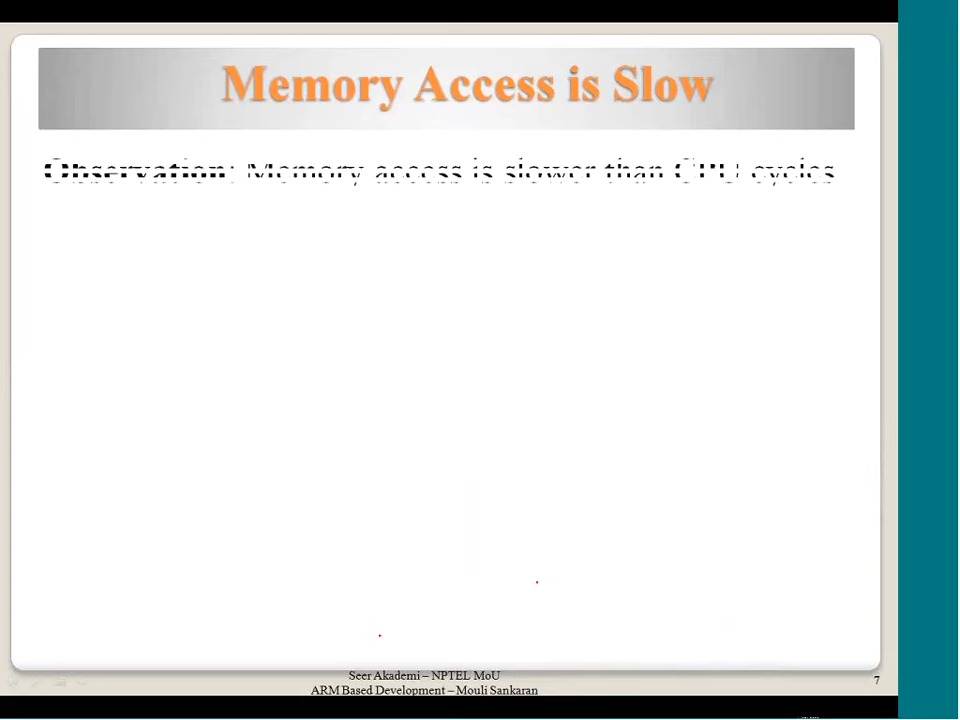 Memory Access is Slow
Observation: Memory access is slower than CPU cycles
Seer Akademi – NPTEL MoU
ARM Based Development – Mouli Sankaran
7